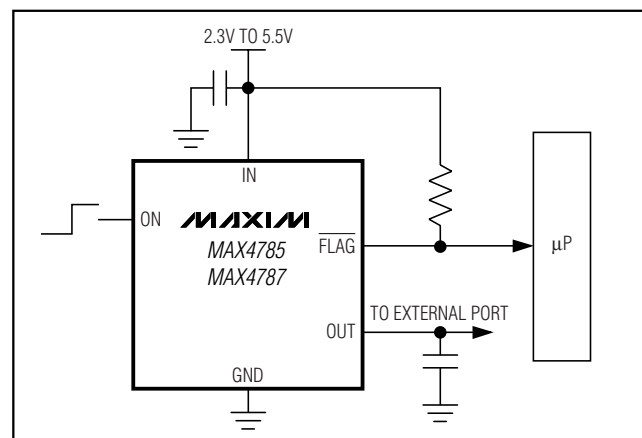 2.3V TO 5.5V
IN
ON
MAXIM
MAX4785
MAX4787
FLAG
µP
TO EXTERNAL PORT
OUT
GND